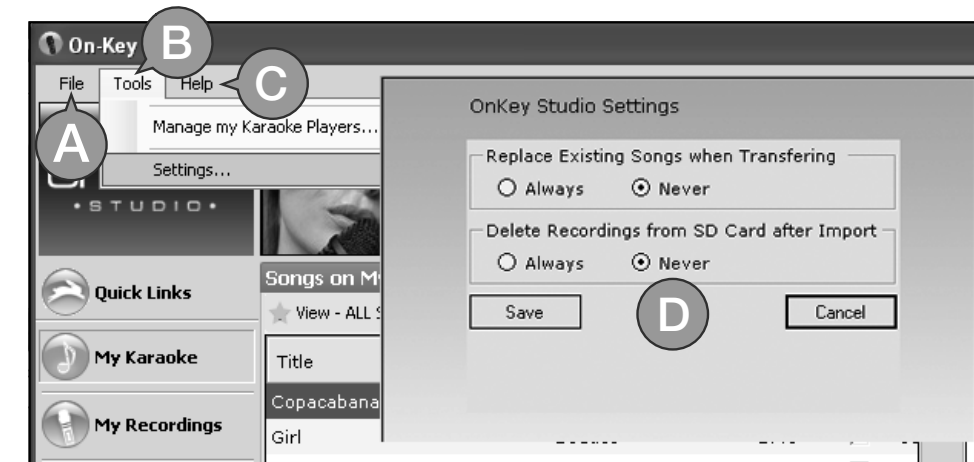 On-Key
B
File Tools Help
C
A
Manage my Karaoke Players...
Settings...
STUDIO
OnKey Studio Settings
Replace Existing Songs when Transfering
Always Never
Delete Recordings from SD Card after Import
Always Never
Save
D
Cancel
Quick Links
Songs on M
View - ALL
My Karaoke
Title
Copacabana
My Recordings
Girl